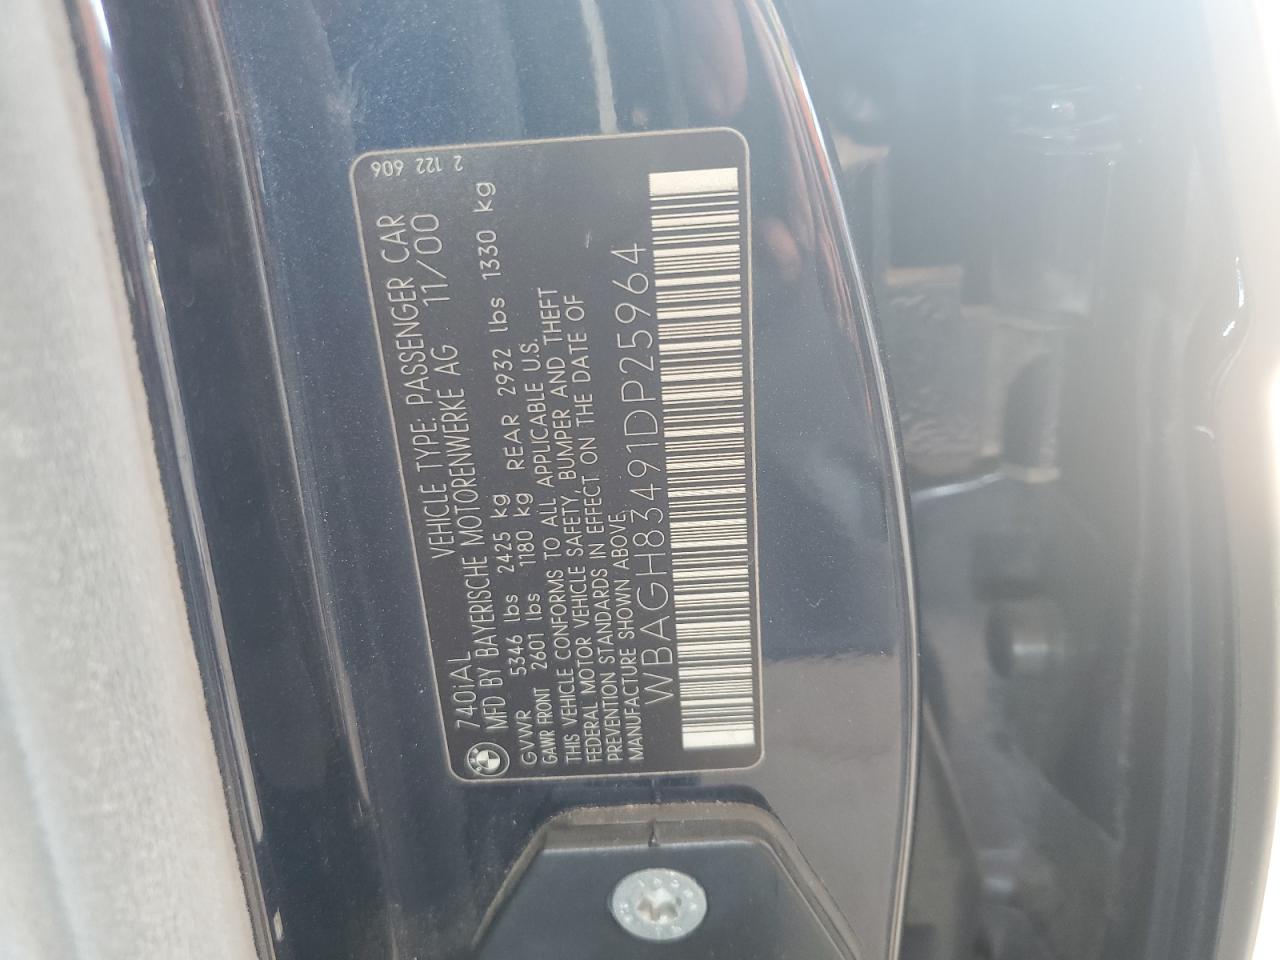 740iAL VEHICLE TYPE: PASSENGER CAR
MFD BY BAYERISCHE MOTORENWERKE AG 11/00
GVWR 5346 lbs 2425 kg
GAWR FRONT 2601 lbs 1180 kg REAR 2932 lbs 1330 kg
THIS VEHICLE CONFORMS TO ALL APPLICABLE U.S.
FEDERAL MOTOR VEHICLE SAFETY, BUMPER AND THEFT
PREVENTION STANDARDS IN EFFECT ON THE DATE OF
MANUFACTURE SHOWN ABOVE.
WBAGH83491DP25964
2 122 606